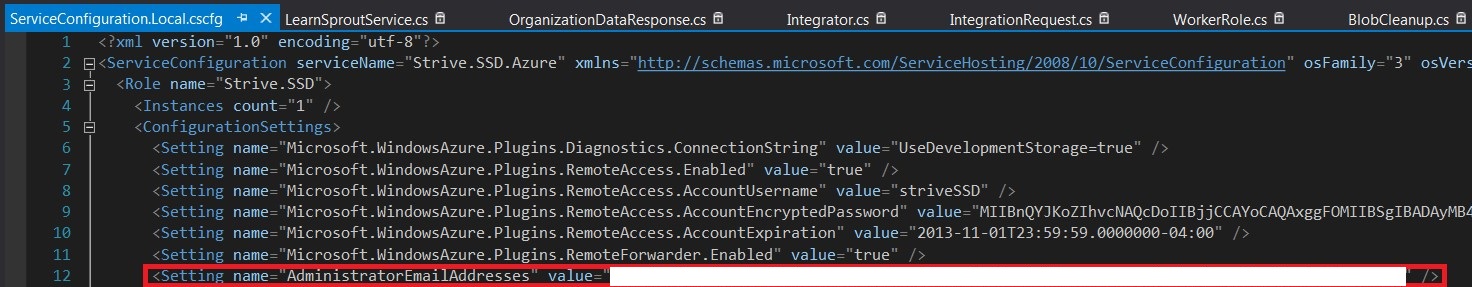 ServiceConfiguration.Local.cscfg LearnSproutService.cs OrganizationDataResponse.cs Integrator.cs IntegrationRequest.cs WorkerRole.cs BlobCleanup.cs
1 <?xml version="1.0" encoding="utf-8"?>
2 <ServiceConfiguration serviceName="Strive.SSD.Azure" xmlns="http://schemas.microsoft.com/ServiceHosting/2008/10/ServiceConfiguration" osFamily="3" osVers
3 <Role name="Strive.SSD">
4 <Instances count="1" />
5 <ConfigurationSettings>
6 <Setting name="Microsoft.WindowsAzure.Plugins.Diagnostics.ConnectionString" value="UseDevelopmentStorage=true" />
7 <Setting name="Microsoft.WindowsAzure.Plugins.RemoteAccess.Enabled" value="true" />
8 <Setting name="Microsoft.WindowsAzure.Plugins.RemoteAccess.AccountUsername" value="striveSSD" />
9 <Setting name="Microsoft.WindowsAzure.Plugins.RemoteAccess.AccountEncryptedPassword" value="MIIBnQYJKoZIhvcNAQcDoIIBjjCCAYoCAQAxggFOMIIBSgIBADAyMB4
10 <Setting name="Microsoft.WindowsAzure.Plugins.RemoteAccess.AccountExpiration" value="2013-11-01T23:59:59.0000000-04:00" />
11 <Setting name="Microsoft.WindowsAzure.Plugins.RemoteForwarder.Enabled" value="true" />
12 <Setting name="AdministratorEmailAddresses" value="" />